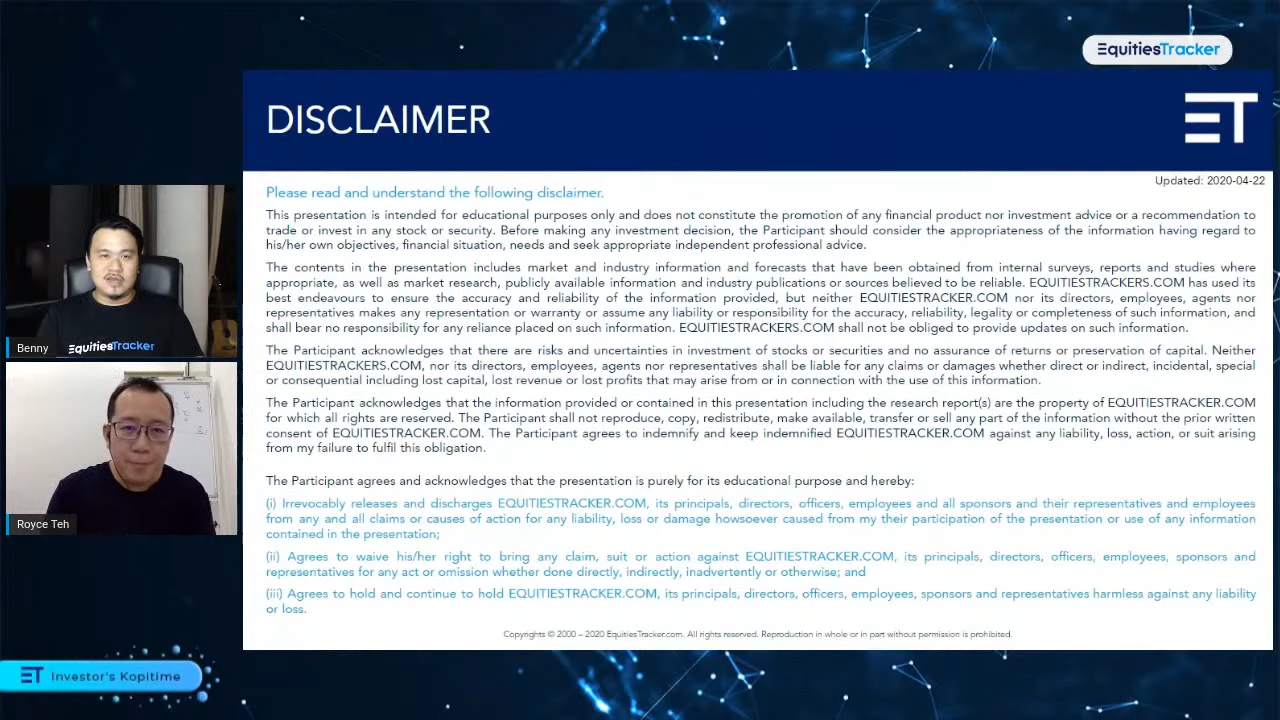 EquitiesTracker
DISCLAIMER
ET
Updated: 2020-04-22
Please read and understand the following disclaimer.
This presentation is intended for educational purposes only and does not constitute the promotion of any financial product nor investment advice or a recommendation to
trade or invest in any stock or security. Before making any investment decision, the Participant should consider the appropriateness of the information having regard to
his/her own objectives, financial situation, needs and seek appropriate independent professional advice.
The contents in the presentation includes market and industry information and forecasts that have been obtained from internal surveys, reports and studies where
appropriate, as well as market research, publicly available information and industry publications or sources believed to be reliable. EQUITIESTRACKERS.COM has used its
best endeavours to ensure the accuracy and reliability of the information provided, but neither EQUITIESTRACKER.COM nor its directors, employees, agents nor
representatives makes any representation or warranty or assume any liability or responsibility for the accuracy, reliability, legality or completeness of such information, and
shall bear no responsibility for any reliance placed on such information. EQUITIESTRACKERS.COM shall not be obliged to provide updates on such information.
The Participant acknowledges that there are risks and uncertainties in investment of stocks or securities and no assurance of returns or preservation of capital. Neither
EQUITIESTRACKERS.COM, nor its directors, employees, agents nor representatives shall be liable for any claims or damages whether direct or indirect, incidental, special
or consequential including lost capital, lost revenue or lost profits that may arise from or in connection with the use of this information.
The Participant acknowledges that the information provided or contained in this presentation including the research report(s) are the property of EQUITIESTRACKER.COM
for which all rights are reserved. The Participant shall not reproduce, copy, redistribute, make available, transfer or sell any part of the information without the prior written
consent of EQUITIESTRACKER.COM. The Participant agrees to indemnify and keep indemnified EQUITIESTRACKER.COM against any liability, loss, action, or suit arising
from my failure to fulfil this obligation.
The Participant agrees and acknowledges that the presentation is purely for its educational purpose and hereby:
(i) Irrevocably releases and discharges EQUITIESTRACKER.COM, its principals, directors, officers, employees and all sponsors and their representatives and employees
from any and all claims or causes of action for any liability, loss or damage howsoever caused from my their participation of the presentation or use of any information
contained in the presentation;
(ii) Agrees to waive his/her right to bring any claim, suit or action against EQUITIESTRACKER.COM, its principals, directors, officers, employees, sponsors and
representatives for any act or omission whether done directly, indirectly, inadvertently or otherwise; and
(iii) Agrees to hold and continue to hold EQUITIESTRACKER.COM, its principals, directors, officers, employees, sponsors and representatives harmless against any liability
or loss.
Copyrights © 2000 – 2020 EquitiesTracker.com. All rights reserved. Reproduction in whole or in part without permission is prohibited.
EquitiesTracker
Benny
Royce Teh
ET Investor's Kopitime